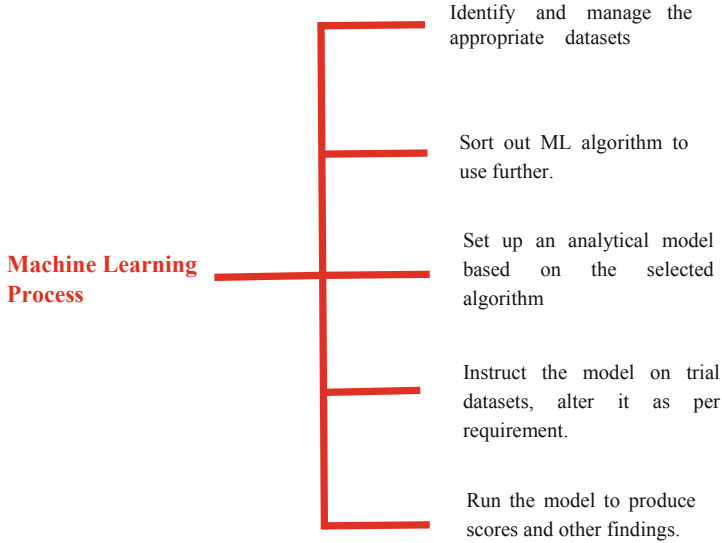 Identify and manage the
appropriate datasets
Sort out ML algorithm to
use further.
Machine Learning
Process
Set up an analytical model
based on the selected
algorithm
Instruct the model on trial
datasets, alter it as per
requirement.
Run the model to produce
scores and other findings.